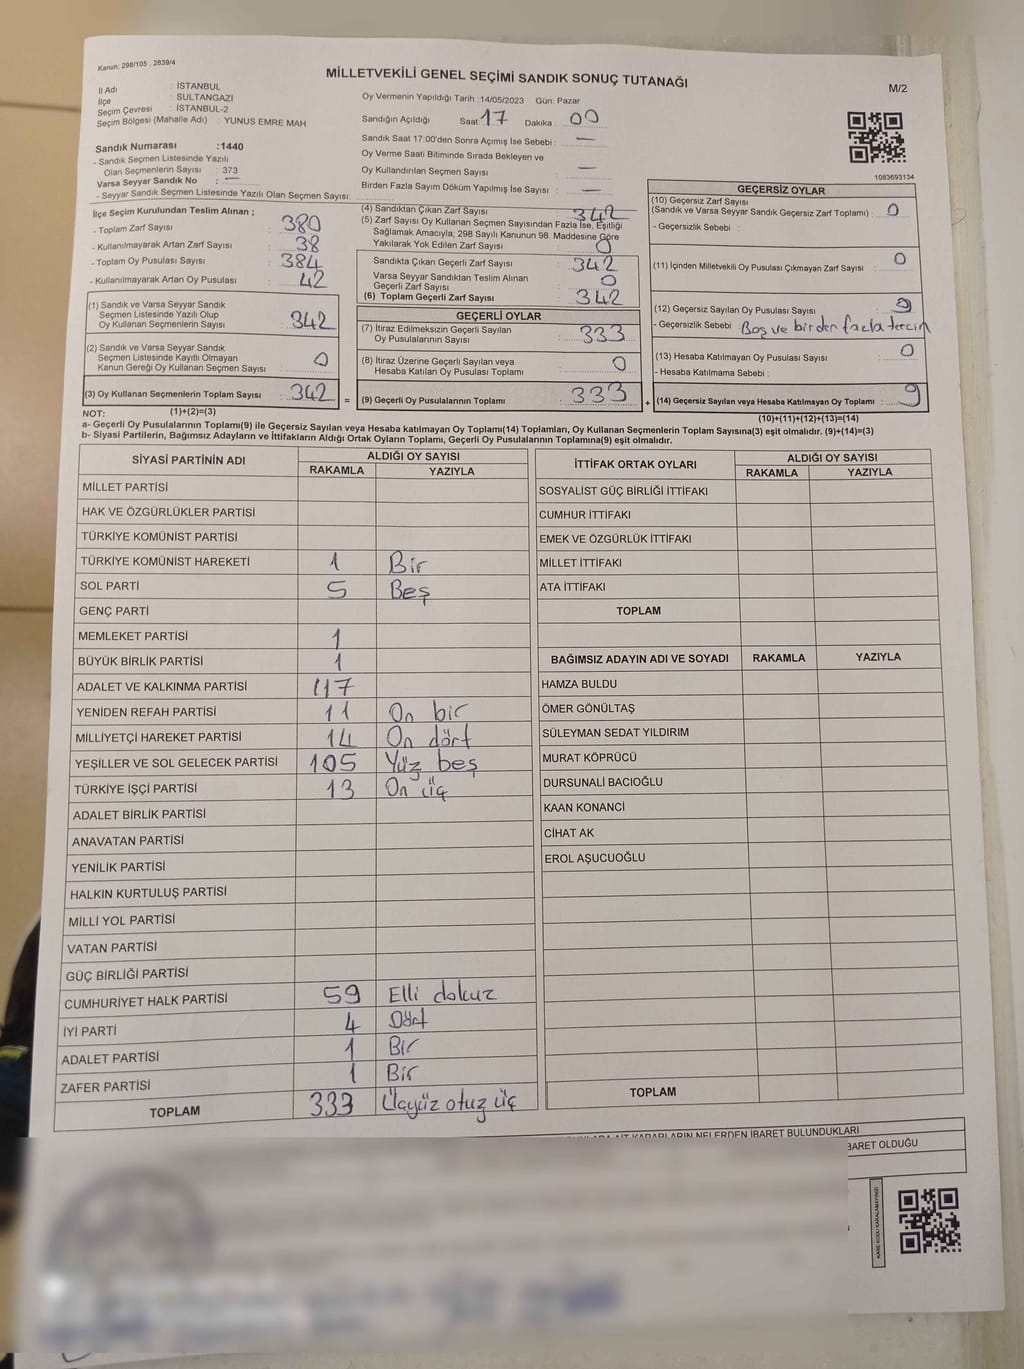 Kanun: 298/105 , 2839/4
MİLLETVEKİLİ GENEL SEÇİMİ SANDIK SONUÇ TUTANAĞI
M/2
İl Adı : İSTANBUL
İlçe : SULTANGAZİ
Seçim Çevresi : İSTANBUL-2
Seçim Bölgesi (Mahalle Adı) : YUNUS EMRE MAH
Sandık Numarası :1440
- Sandık Seçmen Listesinde Yazılı
Olan Seçmenlerin Sayısı : 373
Varsa Seyyar Sandık No : —
- Seyyar Sandık Seçmen Listesinde Yazılı Olan Seçmen Sayısı:
Oy Vermenin Yapıldığı Tarih :14/05/2023 Gün: Pazar
Sandığın Açıldığı Saat: 17 Dakika : 00
Sandık Saat 17:00'den Sonra Açımış İse Sebebi : —
Oy Verme Saati Bitiminde Sırada Bekleyen ve
Oy Kullandırılan Seçmen Sayısı : —
Birden Fazla Sayım Döküm Yapılmış İse Sayısı : —
1083693134
İlçe Seçim Kurulundan Teslim Alınan ;
- Toplam Zarf Sayısı : 380
- Kullanılmayarak Artan Zarf Sayısı : 38
- Toplam Oy Pusulası Sayısı : 384
- Kullanılmayarak Artan Oy Pusulası : 42
(1) Sandık ve Varsa Seyyar Sandık
Seçmen Listesinde Yazılı Olup
Oy Kullanan Seçmenlerin Sayısı : 342
(2) Sandık ve Varsa Seyyar Sandık
Seçmen Listesinde Kayıtlı Olmayan
Kanun Gereği Oy Kullanan Seçmen Sayısı : 0
(3) Oy Kullanan Seçmenlerin Toplam Sayısı : 342 =
(1)+(2)=(3)
(4) Sandıktan Çıkan Zarf Sayısı : 342
(5) Zarf Sayısı Oy Kullanan Seçmen Sayısından Fazla İse, Eşitliği
Sağlamak Amacıyla, 298 Sayılı Kanunun 98. Maddesine Göre
Yakılarak Yok Edilen Zarf Sayısı : 0
Sandıkta Çıkan Geçerli Zarf Sayısı : 342
Varsa Seyyar Sandıktan Teslim Alınan
Geçerli Zarf Sayısı : 0
(6) Toplam Geçerli Zarf Sayısı : 342
GEÇERLİ OYLAR
(7) İtiraz Edilmeksizin Geçerli Sayılan
Oy Pusulalarının Sayısı : 333
(8) İtiraz Üzerine Geçerli Sayılan veya
Hesaba Katılan Oy Pusulası Toplamı : 0
(9) Geçerli Oy Pusulalarının Toplamı : 333 +
GEÇERSİZ OYLAR
(10) Geçersiz Zarf Sayısı
(Sandık ve Varsa Seyyar Sandık Geçersiz Zarf Toplamı) : 0
- Geçersizlik Sebebi :
(11) İçinden Milletvekili Oy Pusulası Çıkmayan Zarf Sayısı : 0
(12) Geçersiz Sayılan Oy Pusulası Sayısı : 9
- Geçersizlik Sebebi : Boş ve birden fazla tercih
(13) Hesaba Katılmayan Oy Pusulası Sayısı : 0
- Hesaba Katılmama Sebebi :
(14) Geçersiz Sayılan veya Hesaba Katılmayan Oy Toplamı : 9
(10)+(11)+(12)+(13)=(14)
NOT:
a- Geçerli Oy Pusulalarının Toplamı(9) ile Geçersiz Sayılan veya Hesaba katılmayan Oy Toplamı(14) Toplamları, Oy Kullanan Seçmenlerin Toplam Sayısına(3) eşit olmalıdır. (9)+(14)=(3)
b- Siyasi Partilerin, Bağımsız Adayların ve İttifakların Aldığı Ortak Oyların Toplamı, Geçerli Oy Pusulalarının Toplamına(9) eşit olmalıdır.
SİYASİ PARTİNİN ADI ALDIĞI OY SAYISI
RAKAMLA YAZIYLA
MİLLET PARTİSİ
HAK VE ÖZGÜRLÜKLER PARTİSİ
TÜRKİYE KOMÜNİST PARTİSİ
TÜRKİYE KOMÜNİST HAREKETİ 1 Bir
SOL PARTİ 5 Beş
GENÇ PARTİ
MEMLEKET PARTİSİ 1
BÜYÜK BİRLİK PARTİSİ 1
ADALET VE KALKINMA PARTİSİ 117
YENİDEN REFAH PARTİSİ 11 On bir
MİLLİYETÇİ HAREKET PARTİSİ 14 On dört
YEŞİLLER VE SOL GELECEK PARTİSİ 105 Yüz beş
TÜRKİYE İŞÇİ PARTİSİ 13 On üç
ADALET BİRLİK PARTİSİ
ANAVATAN PARTİSİ
YENİLİK PARTİSİ
HALKIN KURTULUŞ PARTİSİ
MİLLİ YOL PARTİSİ
VATAN PARTİSİ
GÜÇ BİRLİĞİ PARTİSİ
CUMHURİYET HALK PARTİSİ 59 Elli dokuz
İYİ PARTİ 4 Dört
ADALET PARTİSİ 1 Bir
ZAFER PARTİSİ 1 Bir
TOPLAM 333 Üçyüz otuz üç
İTTİFAK ORTAK OYLARI ALDIĞI OY SAYISI
RAKAMLA YAZIYLA
SOSYALİST GÜÇ BİRLİĞİ İTTİFAKI
CUMHUR İTTİFAKI
EMEK VE ÖZGÜRLÜK İTTİFAKI
MİLLET İTTİFAKI
ATA İTTİFAKI
TOPLAM
BAĞIMSIZ ADAYIN ADI VE SOYADI RAKAMLA YAZIYLA
HAMZA BULDU
ÖMER GÖNÜLTAŞ
SÜLEYMAN SEDAT YILDIRIM
MURAT KÖPRÜCÜ
DURSUNALİ BACIOĞLU
KAAN KONANCİ
CİHAT AK
EROL AŞUCUOĞLU
TOPLAM
KARARLARIN NELERDEN İBARET BULUNDUKLARI
BARET OLDUĞU
KARE KODU KARALAMAYINIZ!